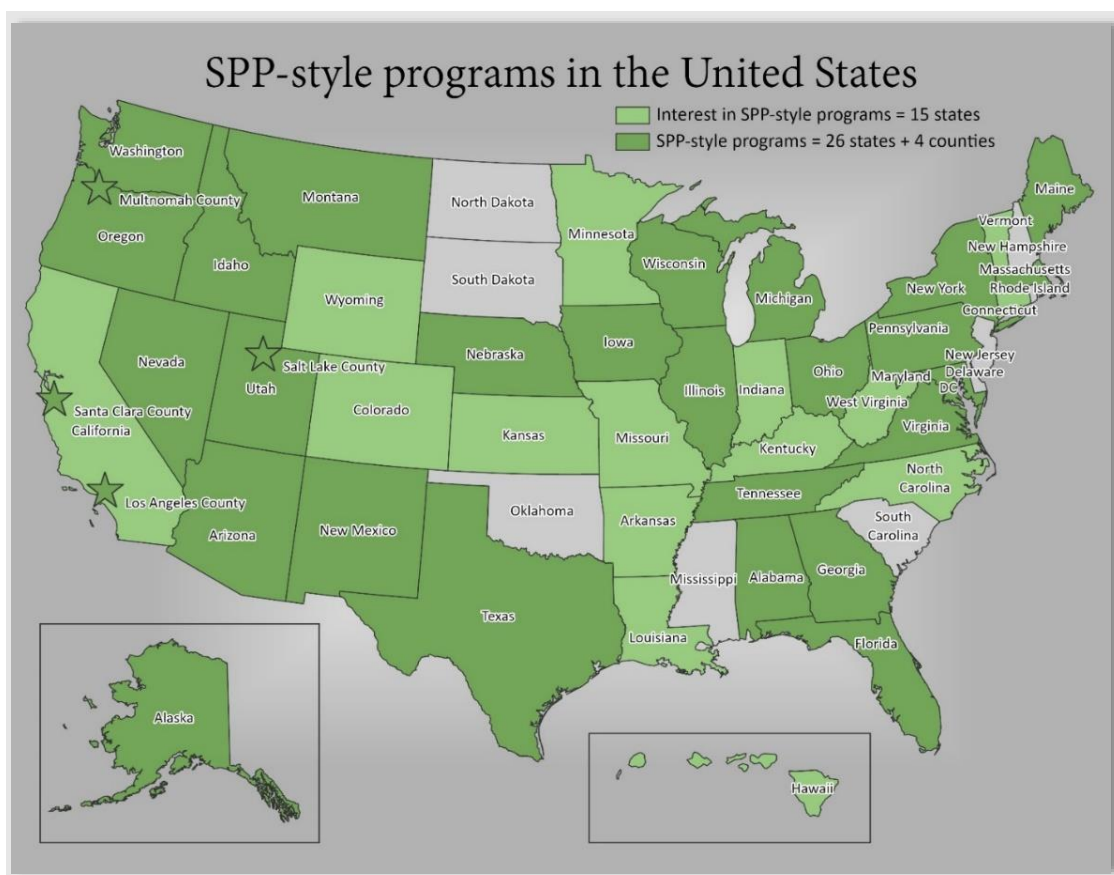 SPP-style programs in the United States
Interest in SPP-style programs = 15 states
SPP-style programs = 26 states + 4 counties
Washington
Multnomah County
Oregon
Idaho
Montana
North Dakota
South Dakota
Minnesota
Wisconsin
Michigan
Maine
Vermont
New Hampshire
Massachusetts
Rhode Island
Connecticut
New York
Pennsylvania
New Jersey
Delaware
Maryland
DC
West Virginia
Virginia
Wyoming
Nevada
Salt Lake County
Utah
Colorado
Nebraska
Iowa
Illinois
Indiana
Ohio
Kansas
Missouri
Kentucky
Santa Clara County
California
Los Angeles County
Arizona
New Mexico
Oklahoma
Arkansas
Tennessee
North
Carolina
South
Carolina
Mississippi
Alabama
Georgia
Texas
Louisiana
Florida
Alaska
Hawaii